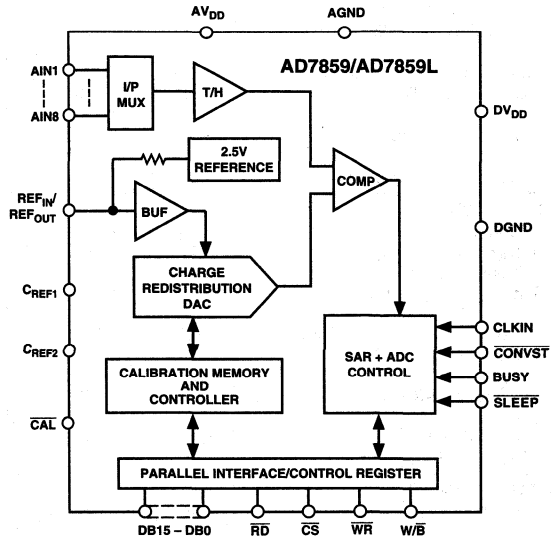 AVDD
AGND
AD7859/AD7859L
AIN1
AIN8
I/P
MUX
T/H
DVDD
2.5V
REFERENCE
COMP
REFIN/
REFOUT
BUF
DGND
CHARGE
REDISTRIBUTION
DAC
CREF1
CREF2
CAL
CALIBRATION MEMORY
AND
CONTROLLER
SAR + ADC
CONTROL
CLKIN
CONVST
BUSY
SLEEP
PARALLEL INTERFACE/CONTROL REGISTER
DB15 – DB0
RD
CS
WR
W/B